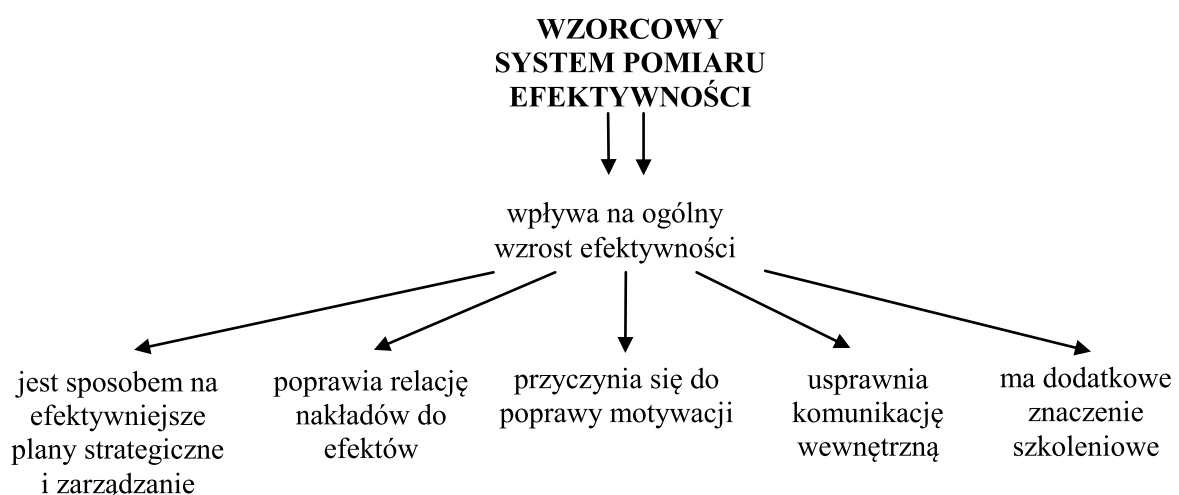 WZORCOWY
SYSTEM POMIARU
EFEKTYWNOŚCI
wpływa na ogólny
wzrost efektywności
jest sposobem na
efektywniejsze
plany strategiczne
i zarządzanie
poprawia relację
nakładów do
efektów
przyczynia się do
poprawy motywacji
usprawnia
komunikację
wewnętrzną
ma dodatkowe
znaczenie
szkoleniowe